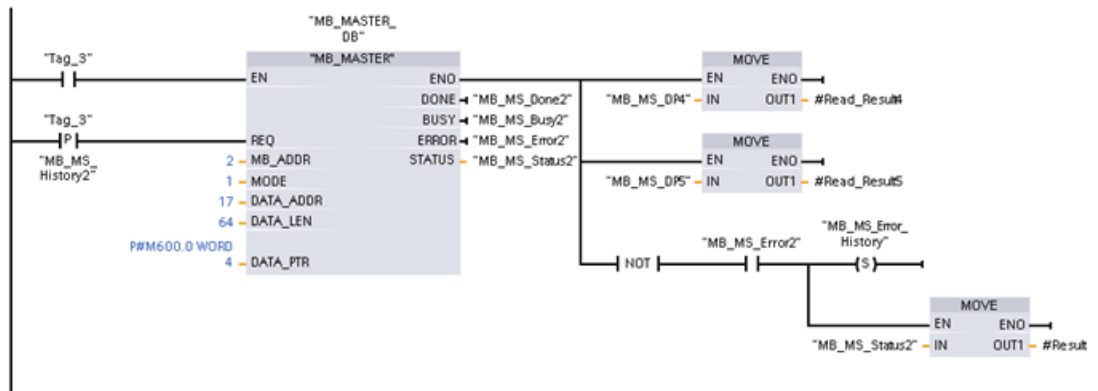 "MB_MASTER_
DB"
"Tag_3"
"MB_MASTER"
EN
ENO
DONE
"MB_MS_Done2"
BUSY
"MB_MS_Busy2"
"Tag_3"
P
"MB_MS_
History2"
REQ
ERROR
"MB_MS_Error2"
2
MB_ADDR
STATUS
"MB_MS_Status2"
1
MODE
17
DATA_ADDR
64
DATA_LEN
P#M600.0 WORD
4
DATA_PTR
MOVE
EN
ENO
"MB_MS_DP4"
IN
OUT1
#Read_Result4
MOVE
EN
ENO
"MB_MS_DP5"
IN
OUT1
#Read_Result5
NOT
"MB_MS_Error2"
"MB_MS_Error_
History"
S
MOVE
EN
ENO
"MB_MS_Status2"
IN
OUT1
#Result